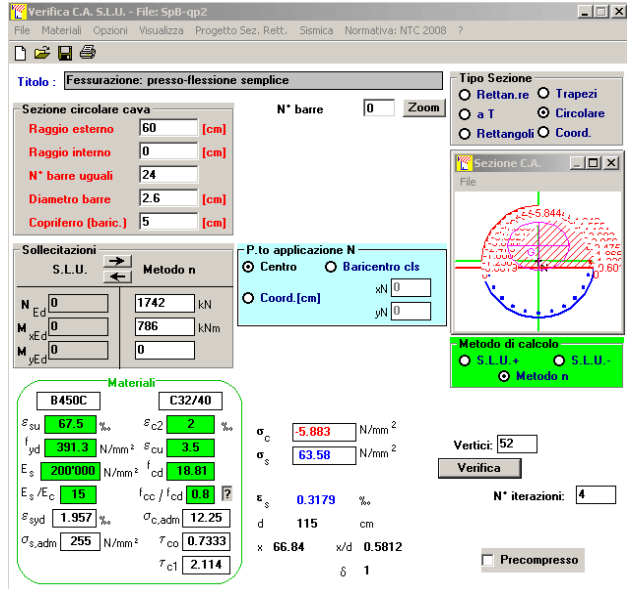 Verifica C.A. S.L.U. - File: SpB-qp2
File Materiali Opzioni Visualizza Progetto Sez. Rett. Sismica Normativa: NTC 2008 ?
Titolo : Fessurazione: presso-flessione semplice
Tipo Sezione
Rettan.re Trapezi
a T Circolare
Rettangoli Coord.
Sezione circolare cava
Raggio esterno 60 [cm]
Raggio interno 0 [cm]
N° barre uguali 24
Diametro barre 2.6 [cm]
Copriferro (baric.) 5 [cm]
N° barre 0 Zoom
Sezione C.A.
File
-5.844
N
Sollecitazioni
S.L.U. Metodo n
N Ed 0 1742 kN
M xEd 0 786 kNm
M yEd 0 0
P.to applicazione N
Centro Baricentro cls
Coord.[cm]
xN 0
yN 0
Metodo di calcolo
S.L.U.+ S.L.U.-
Metodo n
Materiali
B450C C32/40
εsu 67.5 ‰ εc2 2 ‰
fyd 391.3 N/mm² εcu 3.5
Es 200'000 N/mm² fcd 18.81
Es/Ec 15 fcc / fcd 0.8 ?
εsyd 1.957 ‰ σc,adm 12.25
σs,adm 255 N/mm² τco 0.7333
τc1 2.114
σc -5.883 N/mm²
σs 63.58 N/mm²
εs 0.3179 ‰
d 115 cm
x 66.84 x/d 0.5812
δ 1
Vertici: 52
Verifica
N° iterazioni: 4
Precompresso